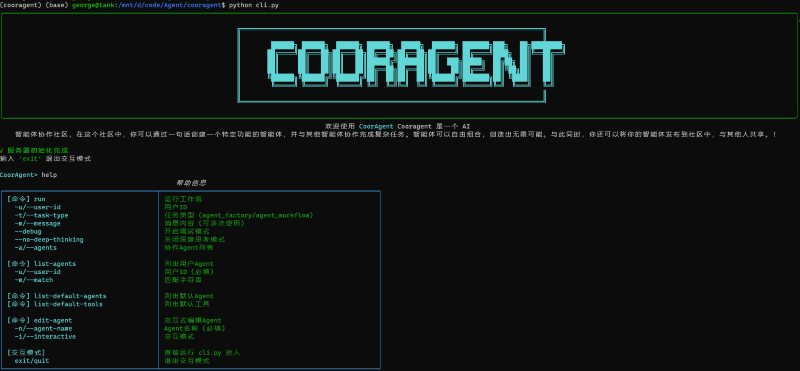 (cooragent) (base) george@tank:/mnt/d/code/Agent/cooragent$ python cli.py
COORAGENT
欢迎使用 CoorAgent Cooragent 是一个 AI
智能体协作社区，在这个社区中，你可以通过一句话创建一个特定功能的智能体，并与其他智能体协作完成复杂任务。智能体可以自由组合，创造出无限可能。与此同时，你还可以将你的智能体发布到社区中，与其他人共享。！
✓ 服务器初始化完成
输入 'exit' 退出交互模式
CoorAgent> help
帮助信息
[命令] run 运行工作流
-u/--user-id 用户ID
-t/--task-type 任务类型 (agent_factory/agent_workflow)
-m/--message 消息内容 (可多次使用)
--debug 开启调试模式
--no-deep-thinking 关闭深度思考模式
-a/--agents 协作Agent列表
[命令] list-agents 列出用户Agent
-u/--user-id 用户ID (必填)
-m/--match 匹配字符串
[命令] list-default-agents 列出默认Agent
[命令] list-default-tools 列出默认工具
[命令] edit-agent 交互式编辑Agent
-n/--agent-name Agent名称 (必填)
-i/--interactive 交互模式
[交互模式] 直接运行 cli.py 进入
exit/quit 退出交互模式